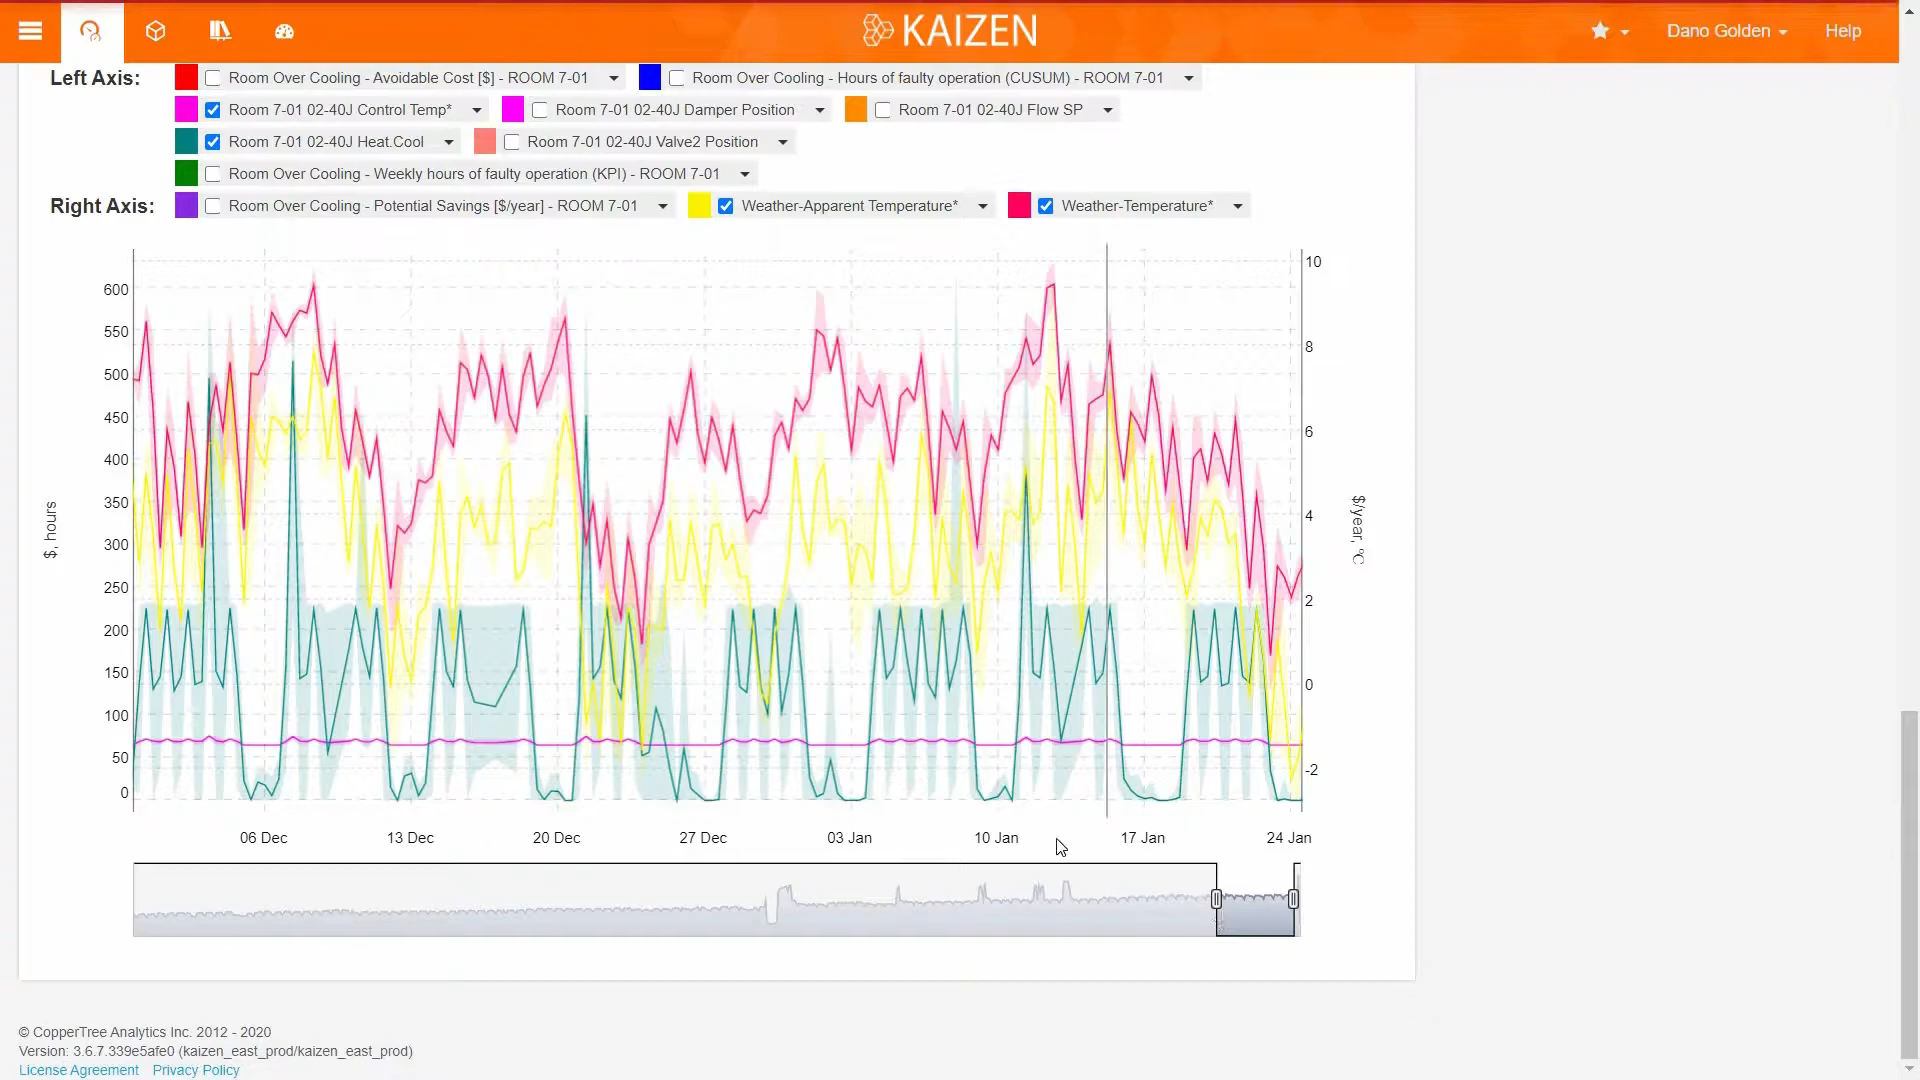 KAIZEN
Dano Golden
Help
Left Axis:
Room Over Cooling - Avoidable Cost [$] - ROOM 7-01
Room Over Cooling - Hours of faulty operation (CUSUM) - ROOM 7-01
Room 7-01 02-40J Control Temp*
Room 7-01 02-40J Damper Position
Room 7-01 02-40J Flow SP
Room 7-01 02-40J Heat.Cool
Room 7-01 02-40J Valve2 Position
Room Over Cooling - Weekly hours of faulty operation (KPI) - ROOM 7-01
Right Axis:
Room Over Cooling - Potential Savings [$/year] - ROOM 7-01
Weather-Apparent Temperature*
Weather-Temperature*
$, hours
600
550
500
450
400
350
300
250
200
150
100
50
0
10
8
6
4
2
0
-2
$/year, °C
06 Dec
13 Dec
20 Dec
27 Dec
03 Jan
10 Jan
17 Jan
24 Jan
© CopperTree Analytics Inc. 2012 - 2020
Version: 3.6.7.339e5afe0 (kaizen_east_prod/kaizen_east_prod)
License Agreement Privacy Policy